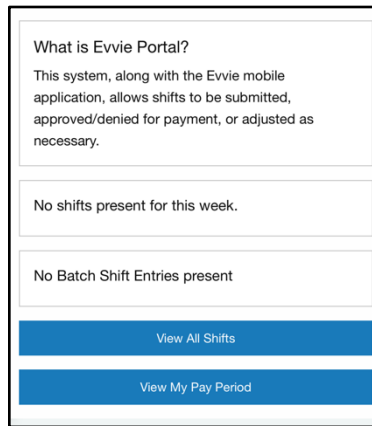 What is Evvie Portal?
This system, along with the Evvie mobile
application, allows shifts to be submitted,
approved/denied for payment, or adjusted as
necessary.
No shifts present for this week.
No Batch Shift Entries present
View All Shifts
View My Pay Period